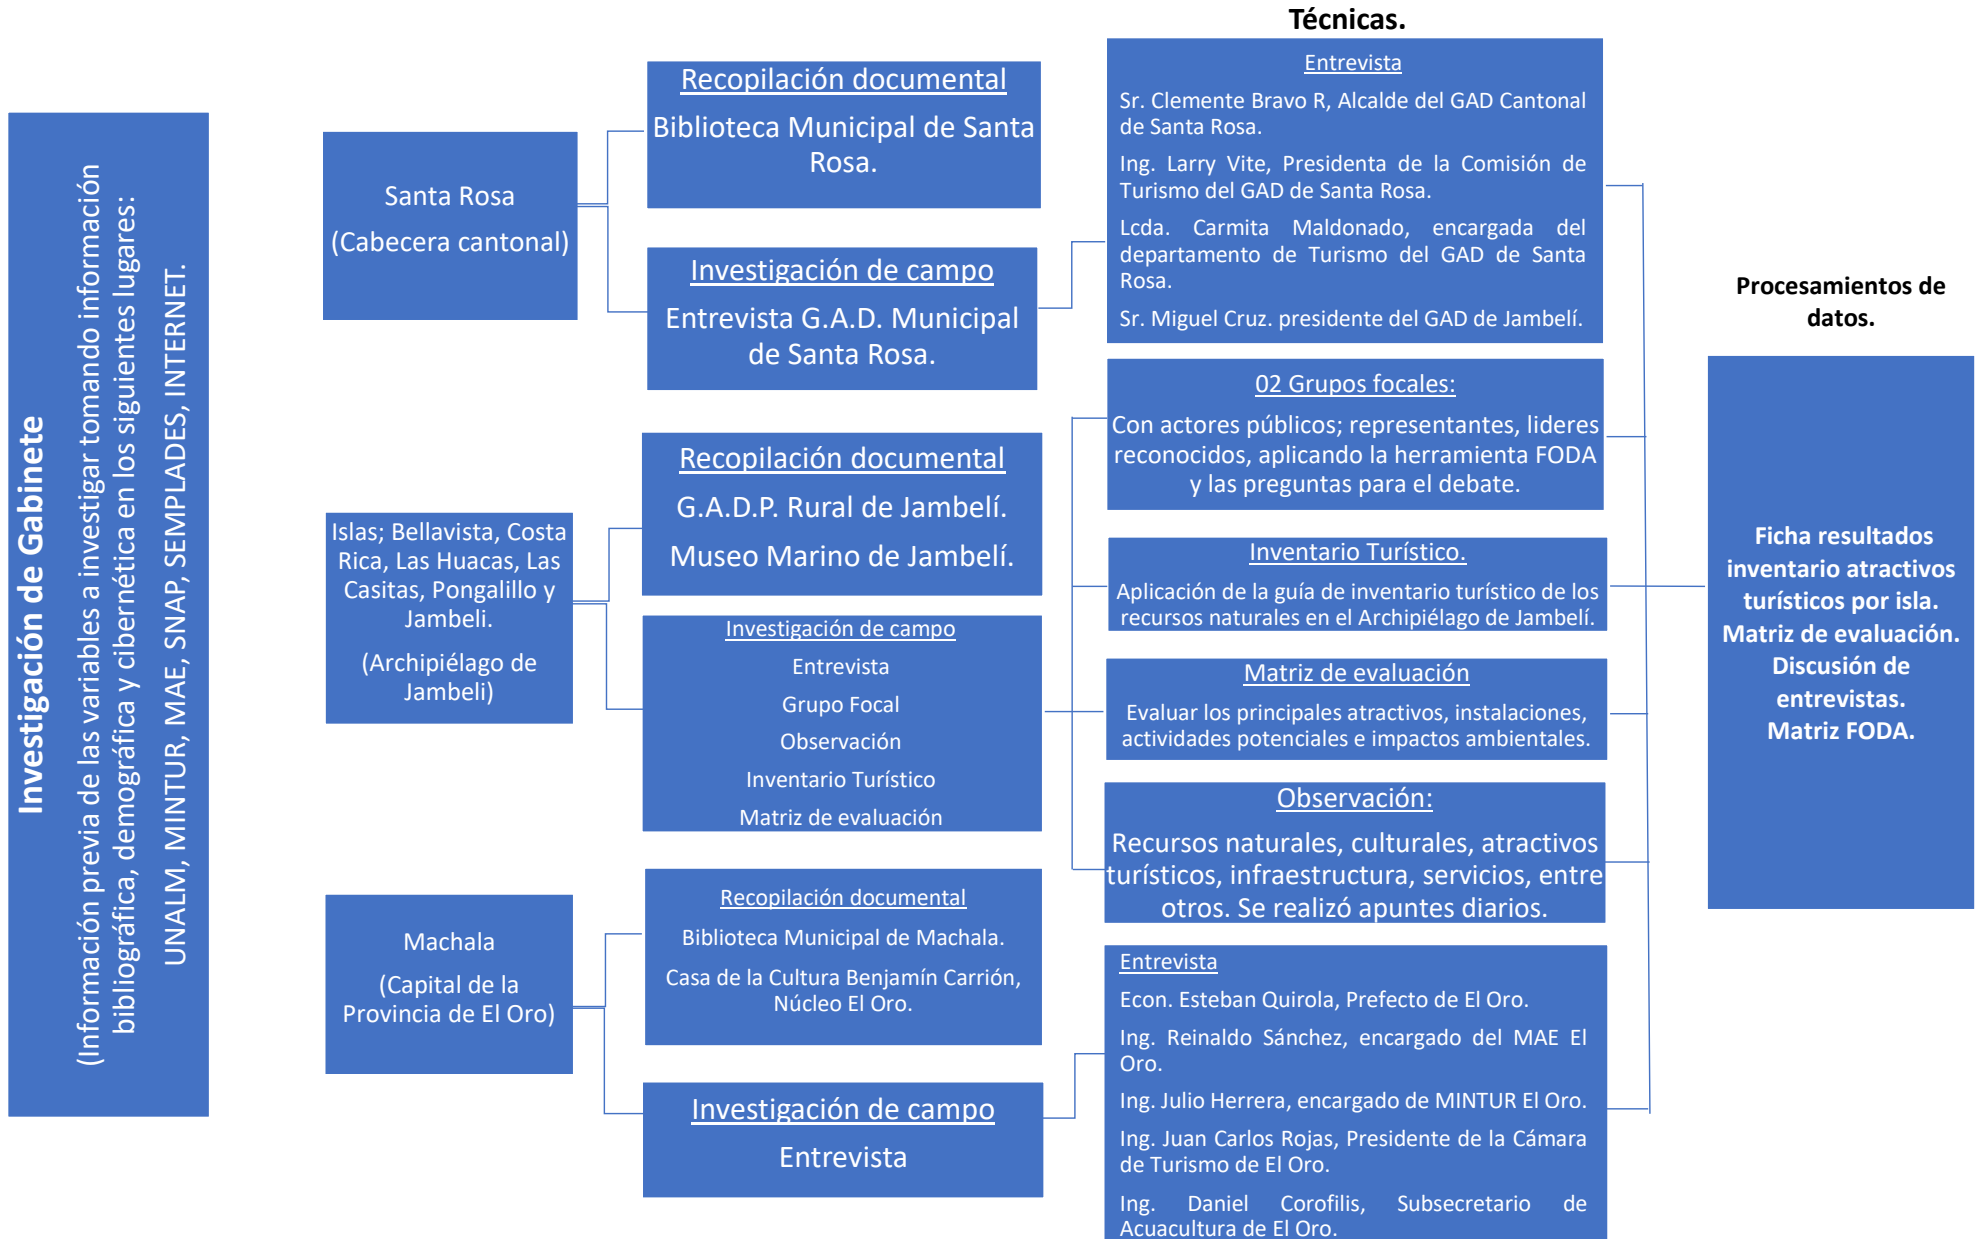 Investigación de Gabinete
(Información previa de las variables a investigar tomando información
bibliográfica, demográfica y cibernética en los siguientes lugares:
UNALM, MINTUR, MAE, SNAP, SEMPLADES, INTERNET.
Santa Rosa
(Cabecera cantonal)
Recopilación documental
Biblioteca Municipal de Santa
Rosa.
Investigación de campo
Entrevista G.A.D. Municipal
de Santa Rosa.
Islas; Bellavista, Costa
Rica, Las Huacas, Las
Casitas, Pongalillo y
Jambeli.
(Archipiélago de
Jambeli)
Recopilación documental
G.A.D.P. Rural de Jambelí.
Museo Marino de Jambelí.
Investigación de campo
Entrevista
Grupo Focal
Observación
Inventario Turístico
Matriz de evaluación
Machala
(Capital de la
Provincia de El Oro)
Recopilación documental
Biblioteca Municipal de Machala.
Casa de la Cultura Benjamín Carrión,
Núcleo El Oro.
Investigación de campo
Entrevista
Técnicas.
Entrevista
Sr. Clemente Bravo R, Alcalde del GAD Cantonal
de Santa Rosa.
Ing. Larry Vite, Presidenta de la Comisión de
Turismo del GAD de Santa Rosa.
Lcda. Carmita Maldonado, encargada del
departamento de Turismo del GAD de Santa
Rosa.
Sr. Miguel Cruz. presidente del GAD de Jambelí.
02 Grupos focales:
Con actores públicos; representantes, lideres
reconocidos, aplicando la herramienta FODA
y las preguntas para el debate.
Inventario Turístico.
Aplicación de la guía de inventario turístico de los
recursos naturales en el Archipiélago de Jambelí.
Matriz de evaluación
Evaluar los principales atractivos, instalaciones,
actividades potenciales e impactos ambientales.
Observación:
Recursos naturales, culturales, atractivos
turísticos, infraestructura, servicios, entre
otros. Se realizó apuntes diarios.
Entrevista
Econ. Esteban Quirola, Prefecto de El Oro.
Ing. Reinaldo Sánchez, encargado del MAE El
Oro.
Ing. Julio Herrera, encargado de MINTUR El Oro.
Ing. Juan Carlos Rojas, Presidente de la Cámara
de Turismo de El Oro.
Ing. Daniel Corofilis, Subsecretario de
Acuacultura de El Oro.
Procesamientos de
datos.
Ficha resultados
inventario atractivos
turísticos por isla.
Matriz de evaluación.
Discusión de
entrevistas.
Matriz FODA.